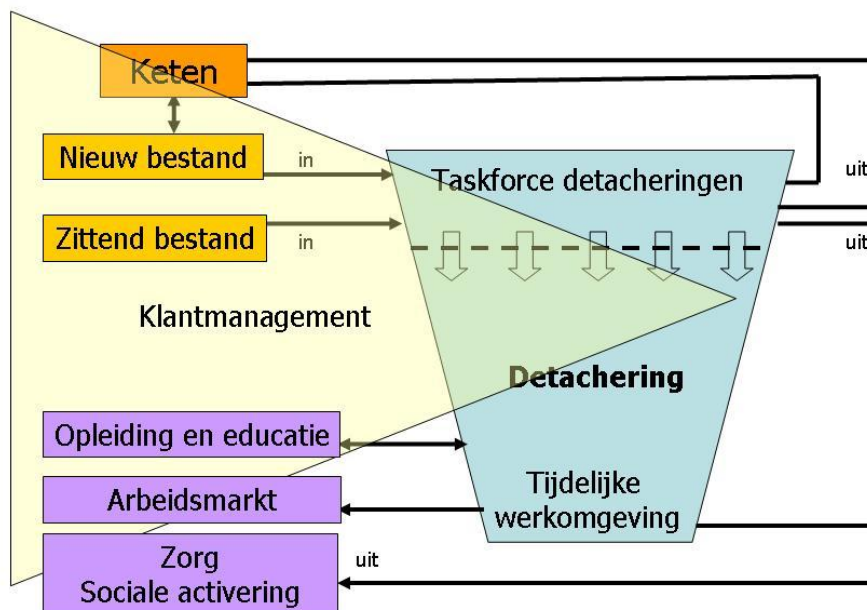 Keten
Nieuw bestand
in
Taskforce detacheringen
uit
Zittend bestand
in
uit
Klantmanagement
Detachering
Opleiding en educatie
Arbeidsmarkt
Tijdelijke
werkomgeving
Zorg
Sociale activering
uit